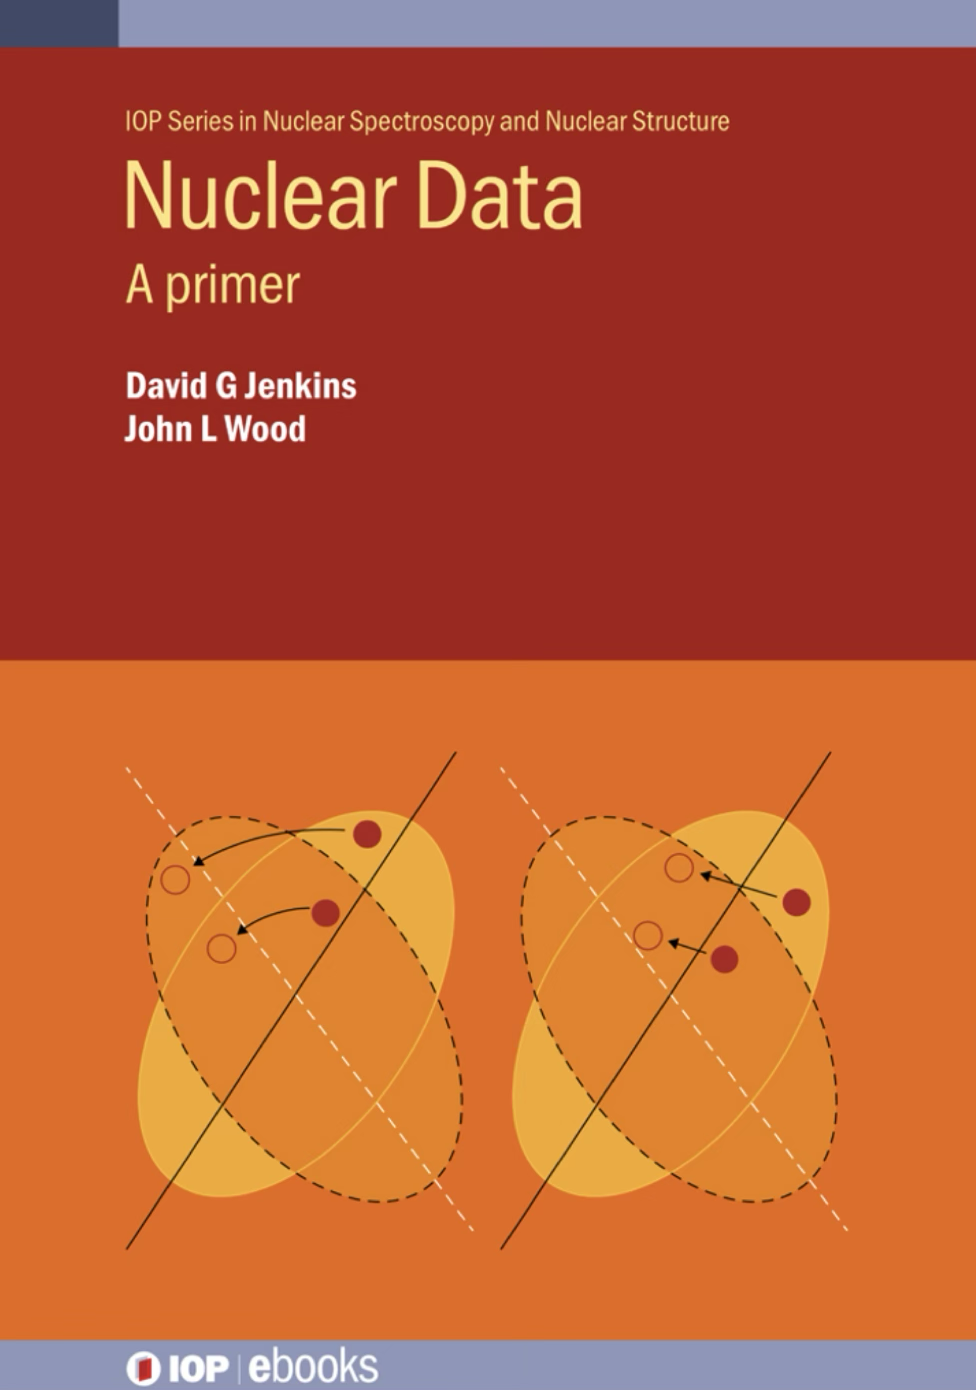 IOP Series in Nuclear Spectroscopy and Nuclear Structure
Nuclear Data
A primer
David G Jenkins
John L Wood
IOP | ebooks